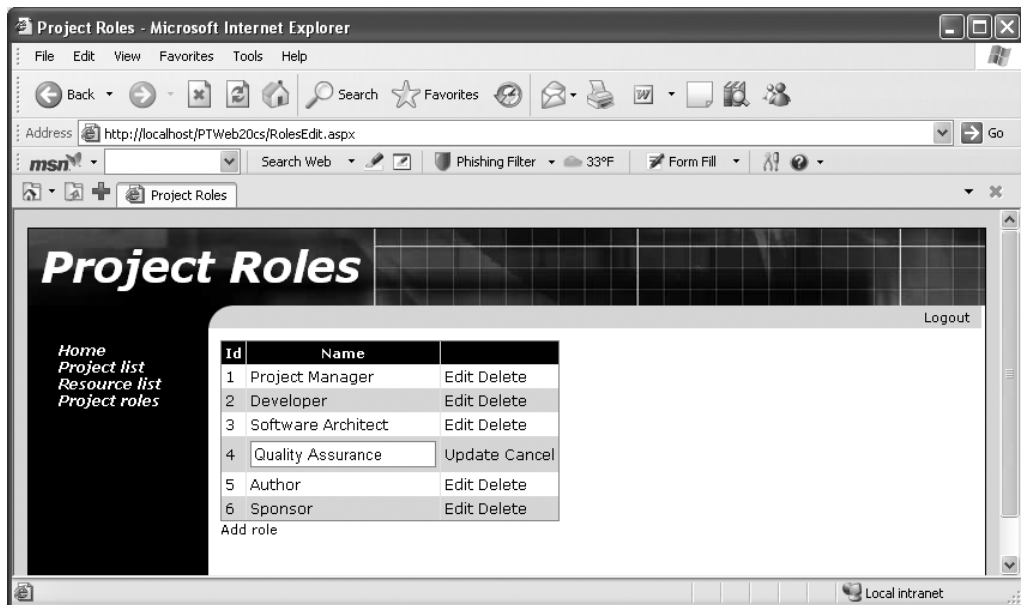 Project Roles - Microsoft Internet Explorer
File Edit View Favorites Tools Help
Back Search Favorites W
Address http://localhost/PTWeb20cs/RolesEdit.aspx Go
msn Search Web Phishing Filter 33°F Form Fill
Project Roles
Project Roles
Logout
Home
Project list
Resource list
Project roles
Id Name
1 Project Manager Edit Delete
2 Developer Edit Delete
3 Software Architect Edit Delete
4 Quality Assurance Update Cancel
5 Author Edit Delete
6 Sponsor Edit Delete
Add role
Local intranet